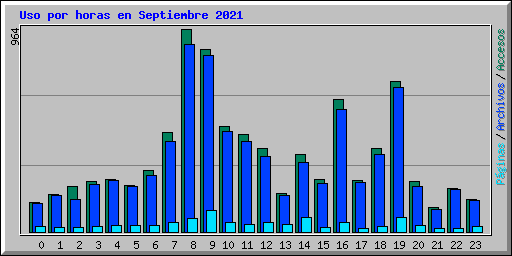 Uso por horas en Septiembre 2021
964
Páginas / Archivos / Accesos
0 1 2 3 4 5 6 7 8 9 10 11 12 13 14 15 16 17 18 19 20 21 22 23